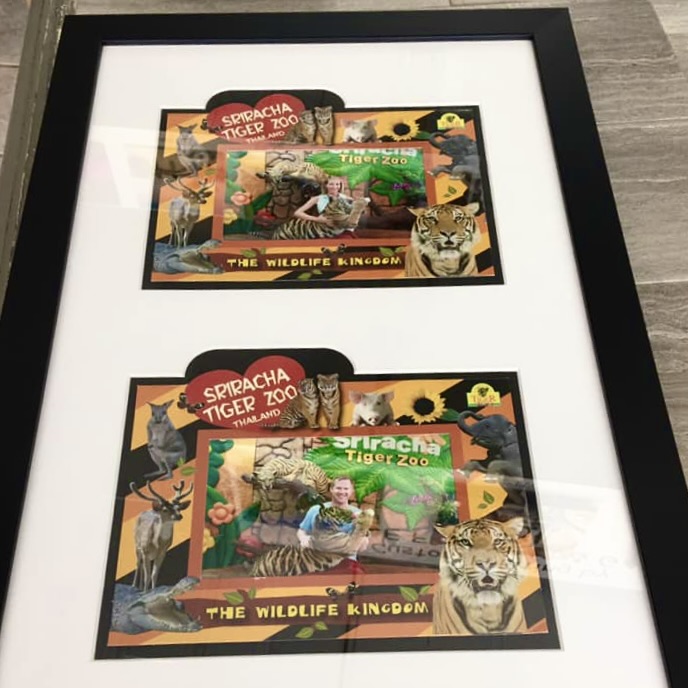 SRIRACHA
TIGER ZOO
THAILAND
Sriracha
Tiger Zoo
THE WILDLIFE KINGDOM
SRIRACHA
TIGER ZOO
THAILAND
Sriracha
Tiger Zoo
THE WILDLIFE KINGDOM